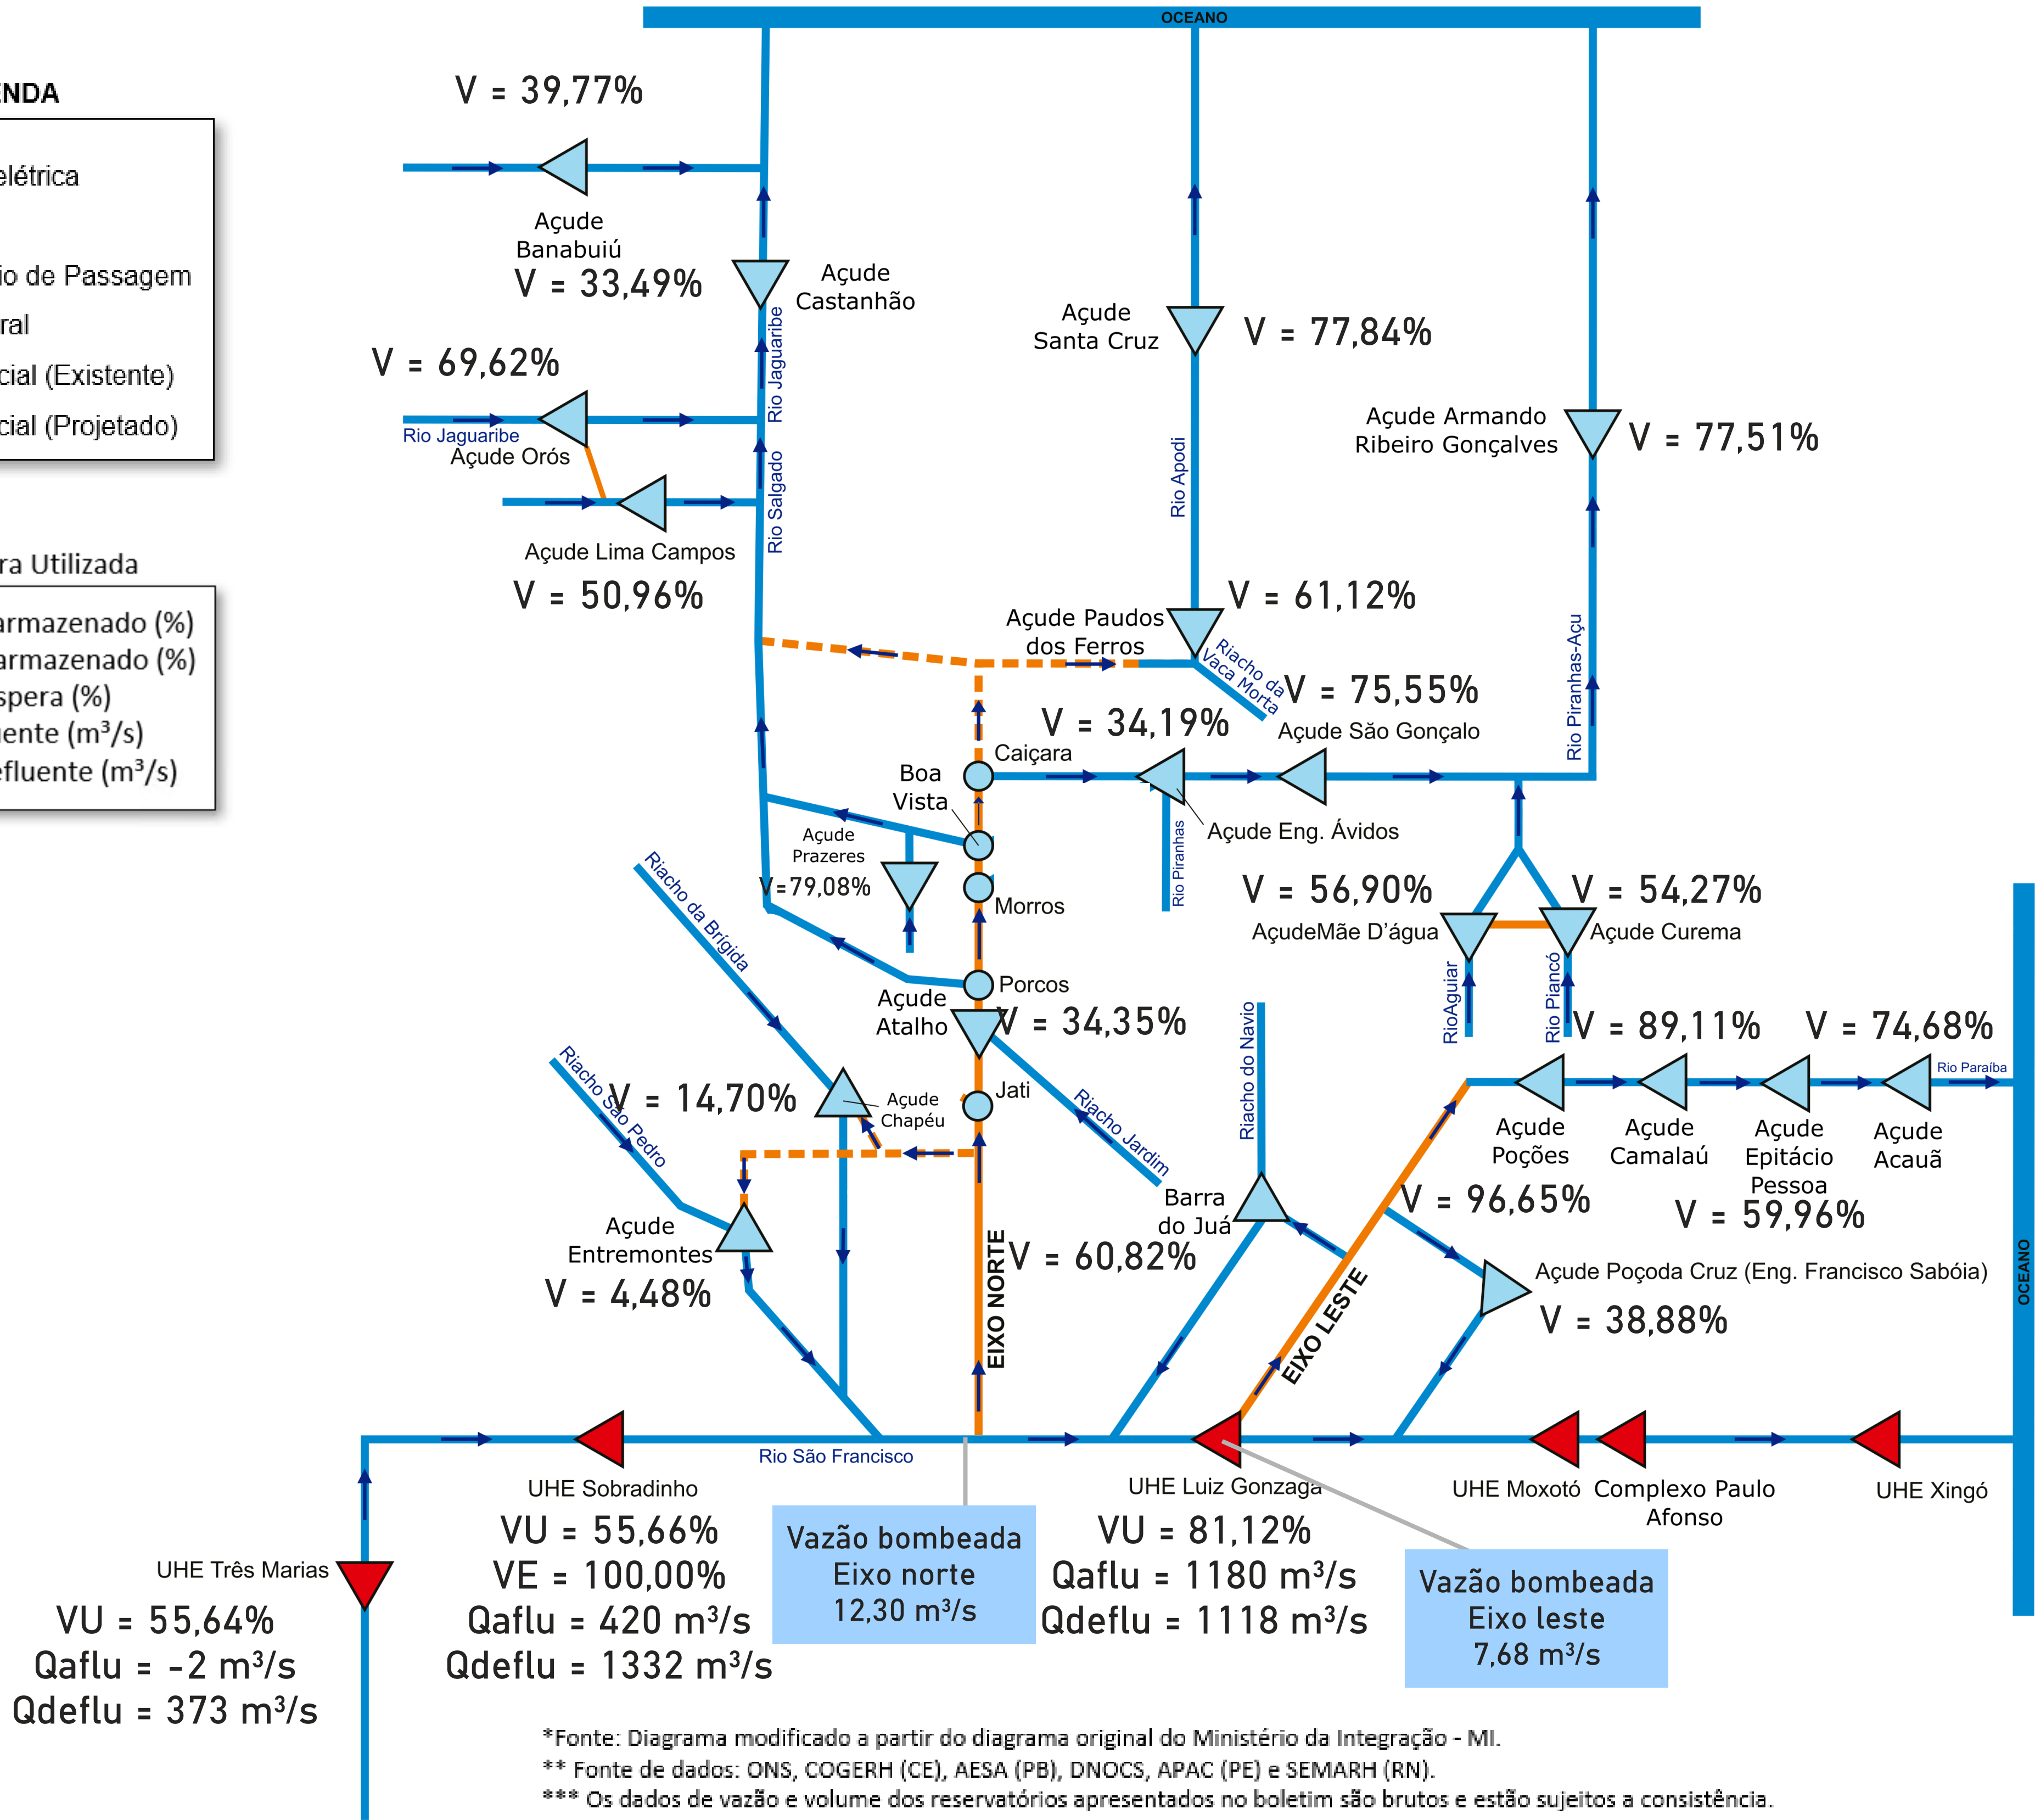 OCEANO
V = 39,77%
ENDA
elétrica
io de Passagem
ral
cial (Existente)
cial (Projetado)
Açude
Banabuiú
V = 33,49%
Açude
Castanhão
Rio Jaguaribe
Açude
Santa Cruz
V = 77,84%
V = 69,62%
Rio Jaguaribe
Açude Orós
Rio Salgado
Rio Apodi
Açude Armando
Ribeiro Gonçalves
V = 77,51%
Açude Lima Campos
V = 50,96%
ra Utilizada
armazenado (%)
armazenado (%)
spera (%)
uente (m³/s)
efluente (m³/s)
Açude Paudos
dos Ferros
V = 61,12%
Riacho da
Vaca Morta
V = 75,55%
Açude São Gonçalo
Rio Piranhas-Açu
V = 34,19%
Caiçara
Boa
Vista
Açude Eng. Ávidos
Rio Piranhas
Açude
Prazeres
V=79,08%
Morros
Riacho da Brígida
V = 56,90%
AçudeMãe D'água
V = 54,27%
Açude Curema
RioAguiar
Rio Piancó
Porcos
Açude
Atalho
V = 34,35%
Riacho do Navio
V = 89,11%
V = 74,68%
Rio Paraíba
Riacho São Pedro
V = 14,70%
Açude
Chapéu
Jati
Riacho Jardim
Açude
Poções
Açude
Camalaú
Açude
Epitácio
Pessoa
Açude
Acauã
V = 96,65%
V = 59,96%
Barra
do Juá
V = 60,82%
Açude
Entremontes
V = 4,48%
EIXO NORTE
EIXO LESTE
Açude Poçoda Cruz (Eng. Francisco Sabóia)
V = 38,88%
OCEANO
Rio São Francisco
UHE Sobradinho
VU = 55,66%
VE = 100,00%
Qaflu = 420 m³/s
Qdeflu = 1332 m³/s
Vazão bombeada
Eixo norte
12,30 m³/s
UHE Luiz Gonzaga
VU = 81,12%
Qaflu = 1180 m³/s
Qdeflu = 1118 m³/s
Vazão bombeada
Eixo leste
7,68 m³/s
UHE Moxotó
Complexo Paulo
Afonso
UHE Xingó
UHE Três Marias
VU = 55,64%
Qaflu = -2 m³/s
Qdeflu = 373 m³/s
*Fonte: Diagrama modificado a partir do diagrama original do Ministério da Integração - MI.
** Fonte de dados: ONS, COGERH (CE), AESA (PB), DNOCS, APAC (PE) e SEMARH (RN).
*** Os dados de vazão e volume dos reservatórios apresentados no boletim são brutos e estão sujeitos a consistência.